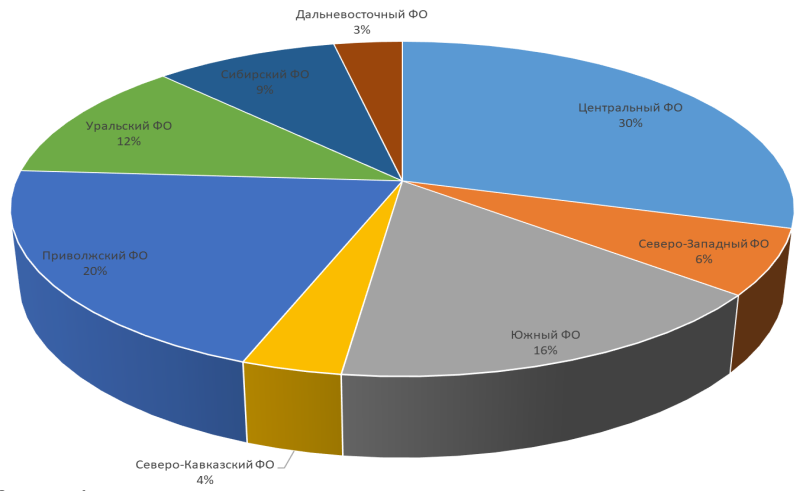 Дальневосточный ФО
3%
Сибирский ФО
9%
Центральный ФО
30%
Уральский ФО
12%
Северо-Западный ФО
6%
Приволжский ФО
20%
Южный ФО
16%
Северо-Кавказский ФО
4%